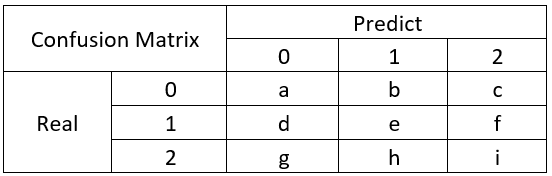 Confusion Matrix Predict
0 1 2
Real 0 a b c
1 d e f
2 g h i